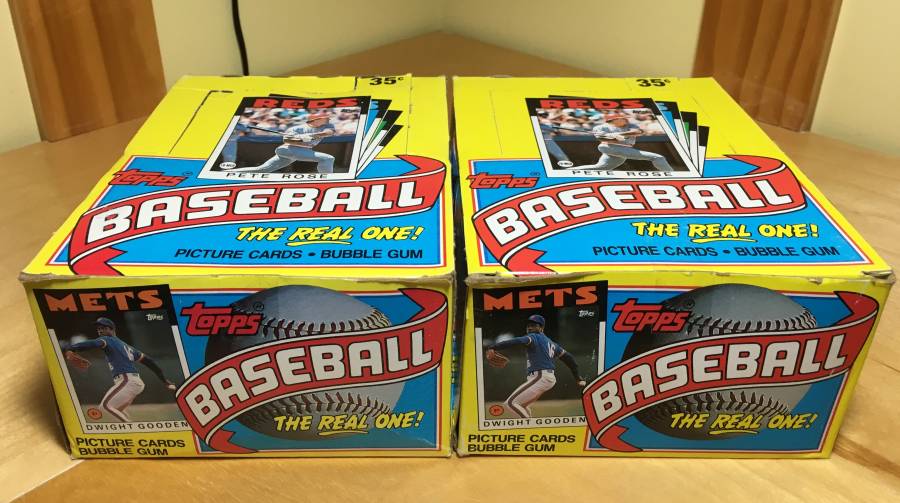 35¢
REDS
PETE ROSE
Topps
BASEBALL
THE REAL ONE!
PICTURE CARDS • BUBBLE GUM
METS
Topps
DWIGHT GOODEN
Topps
BASEBALL
THE REAL ONE!
PICTURE CARDS
BUBBLE GUM
35¢
REDS
PETE ROSE
Topps
BASEBALL
THE REAL ONE!
PICTURE CARDS • BUBBLE GUM
METS
Topps
DWIGHT GOODEN
Topps
BASEBALL
THE REAL ONE!
PICTURE CARDS
BUBBLE GUM